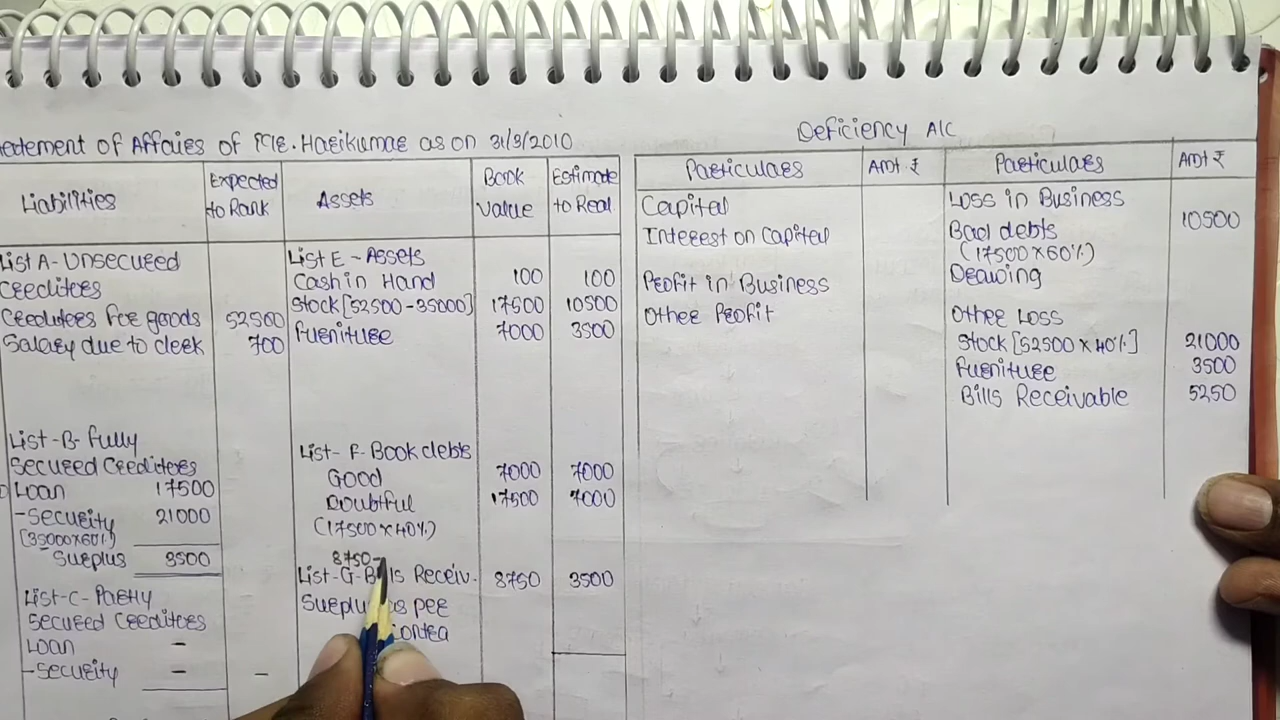 Statement of Affairs of Mr. Harikumar as on 31/3/2010
Liabilities
Expected to Rank
Assets
Book Value
Estimate to Real
List A - Unsecured
Creditors
Creditors for goods 52500
Salary due to clerk 700
List - B - Fully
Secured Creditors
Loan 17500
- Security 21000
(35000x60%)
Surplus 3500
List - C - Partly
Secured Creditors
Loan -
- Security - -
List E - Assets
Cash in Hand 100 100
Stock [52500 - 35000] 17500 10500
Furniture 7000 3500
List - F - Book debts
Good 7000 7000
Doubtful 17500 7000
(17500 x 40%)
8750-
List - G - Bills Receiv. 8750 3500
Surplus as per
Contra
Deficiency A/c
Particulars Amt ₹ Particulars Amt ₹
Capital
Interest on Capital
Profit in Business
Other Profit
Loss in Business
Bad debts 10500
(17500 x 60%)
Drawing
Other Loss
Stock [52500 x 40%] 21000
Furniture 3500
Bills Receivable 5250